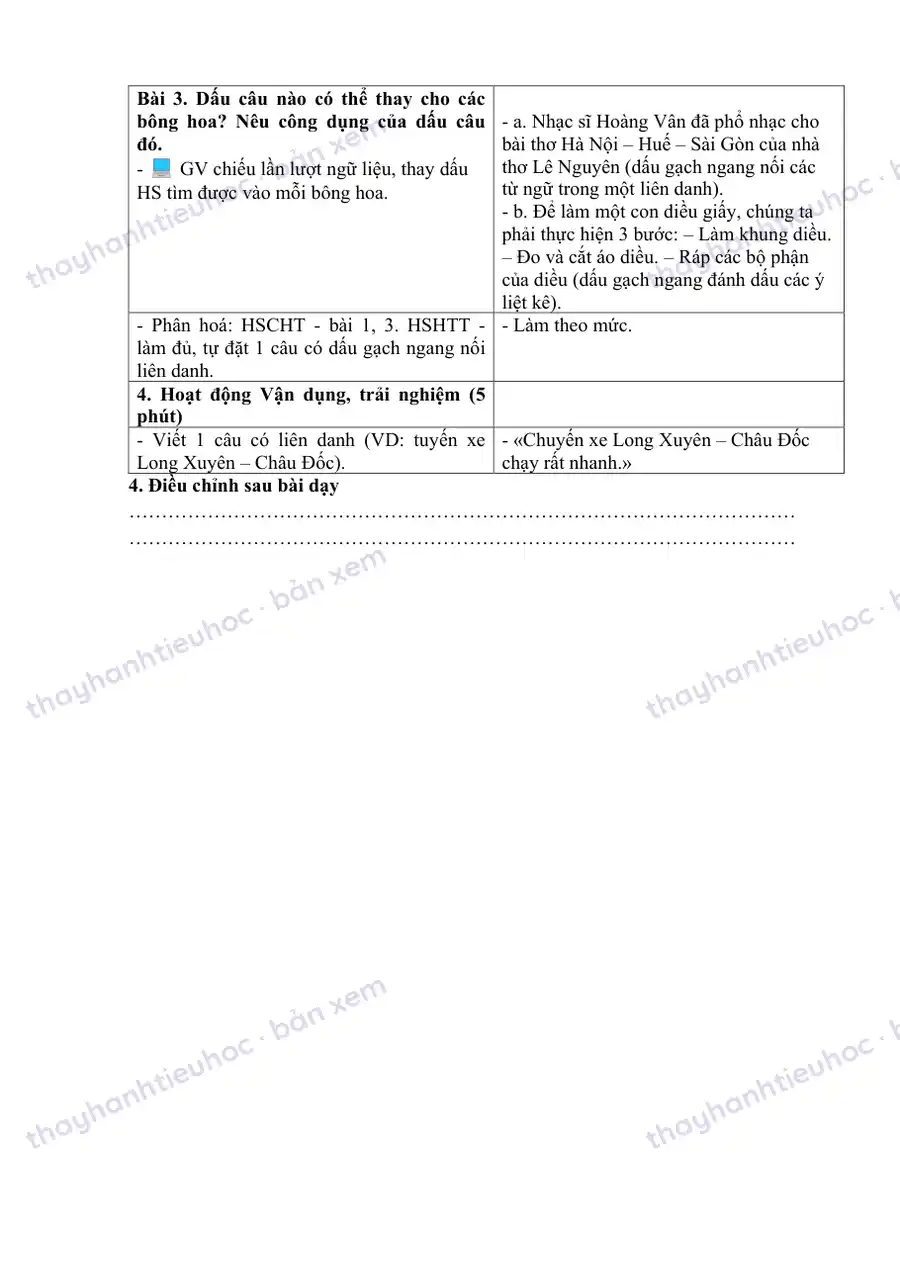 Bài 3. Dấu câu nào có thể thay cho các
bông hoa? Nêu công dụng của dấu câu
đó.
- GV chiếu lần lượt ngữ liệu, thay dấu
HS tìm được vào mỗi bông hoa.
- a. Nhạc sĩ Hoàng Vân đã phổ nhạc cho
bài thơ Hà Nội – Huế – Sài Gòn của nhà
thơ Lê Nguyên (dấu gạch ngang nối các
từ ngữ trong một liên danh).
- b. Để làm một con diều giấy, chúng ta
phải thực hiện 3 bước: – Làm khung diều.
– Đo và cắt áo diều. – Ráp các bộ phận
của diều (dấu gạch ngang đánh dấu các ý
liệt kê).
- Phân hoá: HSCHT - bài 1, 3. HSHTT -
làm đủ, tự đặt 1 câu có dấu gạch ngang nối
liên danh.
- Làm theo mức.
4. Hoạt động Vận dụng, trải nghiệm (5
phút)
- Viết 1 câu có liên danh (VD: tuyến xe
Long Xuyên – Châu Đốc).
- «Chuyến xe Long Xuyên – Châu Đốc
chạy rất nhanh.»
4. Điều chỉnh sau bài dạy
…………………………………………………………………………………………
…………………………………………………………………………………………
thayhanhtieuhoc · bản xem
thayhanhtieuhoc · b
thayhanhtieuhoc · bản xem
thayhanhtieuhoc · b
thayhanhtieuhoc · bản xem
thayhanhtieuhoc · b